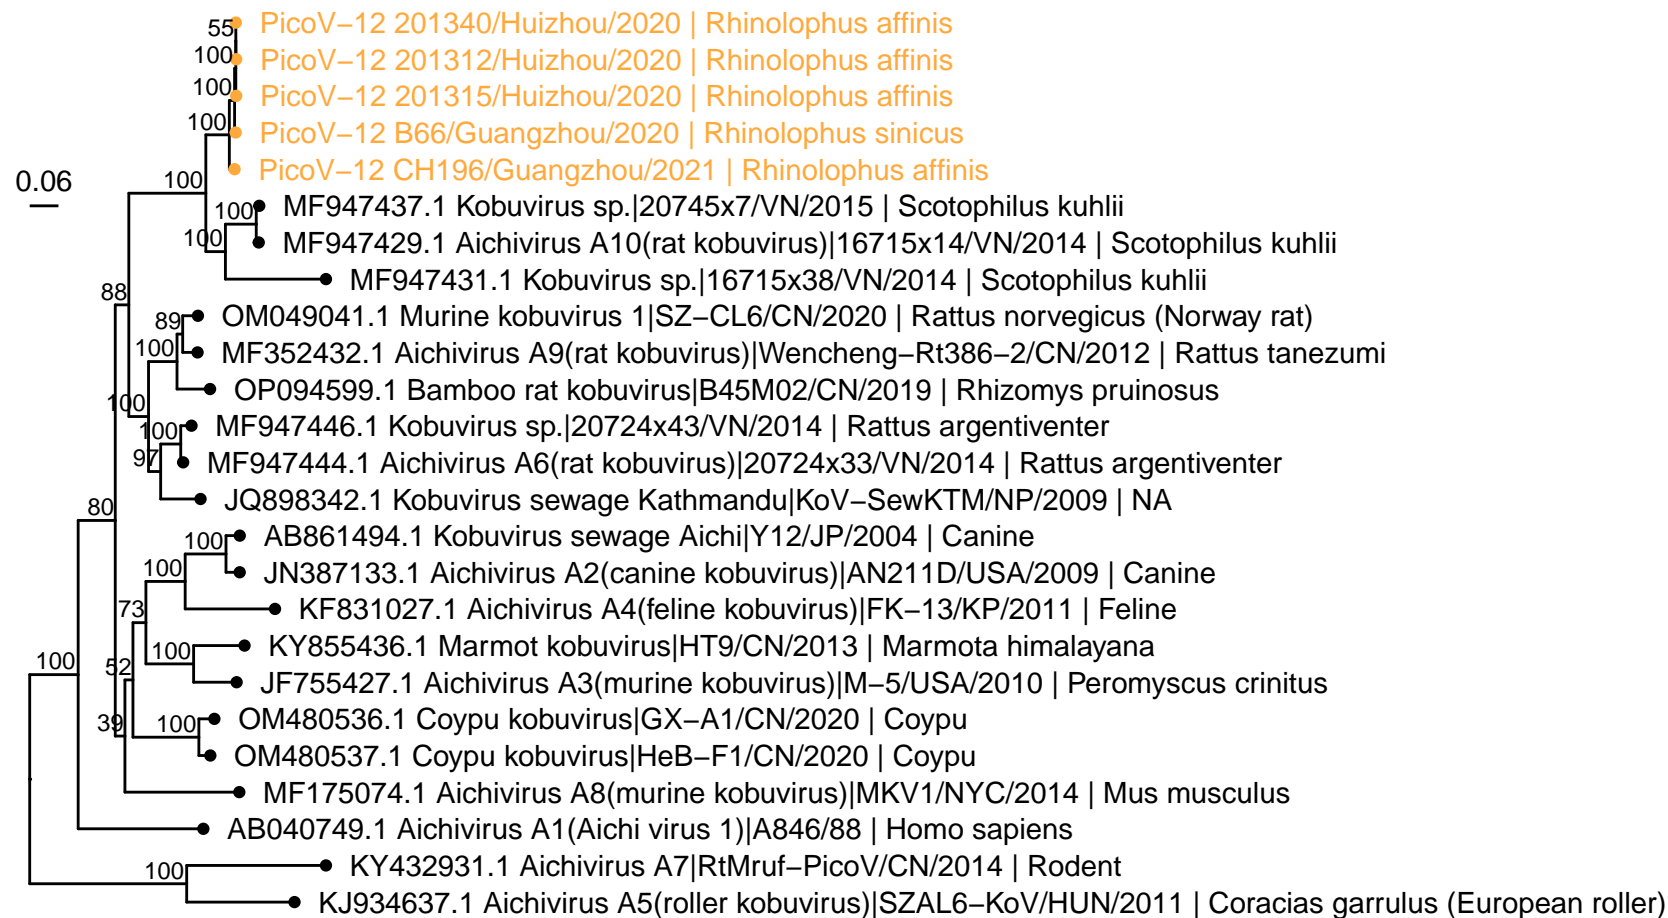 55
PicoV−12 201340/Huizhou/2020 | Rhinolophus affinis
100
PicoV−12 201312/Huizhou/2020 | Rhinolophus affinis
100
PicoV−12 201315/Huizhou/2020 | Rhinolophus affinis
100
PicoV−12 B66/Guangzhou/2020 | Rhinolophus sinicus
PicoV−12 CH196/Guangzhou/2021 | Rhinolophus affinis
0.06
100
100
MF947437.1 Kobuvirus sp.|20745x7/VN/2015 | Scotophilus kuhlii
100
MF947429.1 Aichivirus A10(rat kobuvirus)|16715x14/VN/2014 | Scotophilus kuhlii
MF947431.1 Kobuvirus sp.|16715x38/VN/2014 | Scotophilus kuhlii
88
89
OM049041.1 Murine kobuvirus 1|SZ−CL6/CN/2020 | Rattus norvegicus (Norway rat)
100
MF352432.1 Aichivirus A9(rat kobuvirus)|Wencheng−Rt386−2/CN/2012 | Rattus tanezumi
OP094599.1 Bamboo rat kobuvirus|B45M02/CN/2019 | Rhizomys pruinosus
100
100
MF947446.1 Kobuvirus sp.|20724x43/VN/2014 | Rattus argentiventer
97
MF947444.1 Aichivirus A6(rat kobuvirus)|20724x33/VN/2014 | Rattus argentiventer
JQ898342.1 Kobuvirus sewage Kathmandu|KoV−SewKTM/NP/2009 | NA
80
100
AB861494.1 Kobuvirus sewage Aichi|Y12/JP/2004 | Canine
100
JN387133.1 Aichivirus A2(canine kobuvirus)|AN211D/USA/2009 | Canine
73
KF831027.1 Aichivirus A4(feline kobuvirus)|FK−13/KP/2011 | Feline
100
KY855436.1 Marmot kobuvirus|HT9/CN/2013 | Marmota himalayana
100
52
JF755427.1 Aichivirus A3(murine kobuvirus)|M−5/USA/2010 | Peromyscus crinitus
39
100
OM480536.1 Coypu kobuvirus|GX−A1/CN/2020 | Coypu
OM480537.1 Coypu kobuvirus|HeB−F1/CN/2020 | Coypu
MF175074.1 Aichivirus A8(murine kobuvirus)|MKV1/NYC/2014 | Mus musculus
AB040749.1 Aichivirus A1(Aichi virus 1)|A846/88 | Homo sapiens
100
KY432931.1 Aichivirus A7|RtMruf−PicoV/CN/2014 | Rodent
KJ934637.1 Aichivirus A5(roller kobuvirus)|SZAL6−KoV/HUN/2011 | Coracias garrulus (European roller)